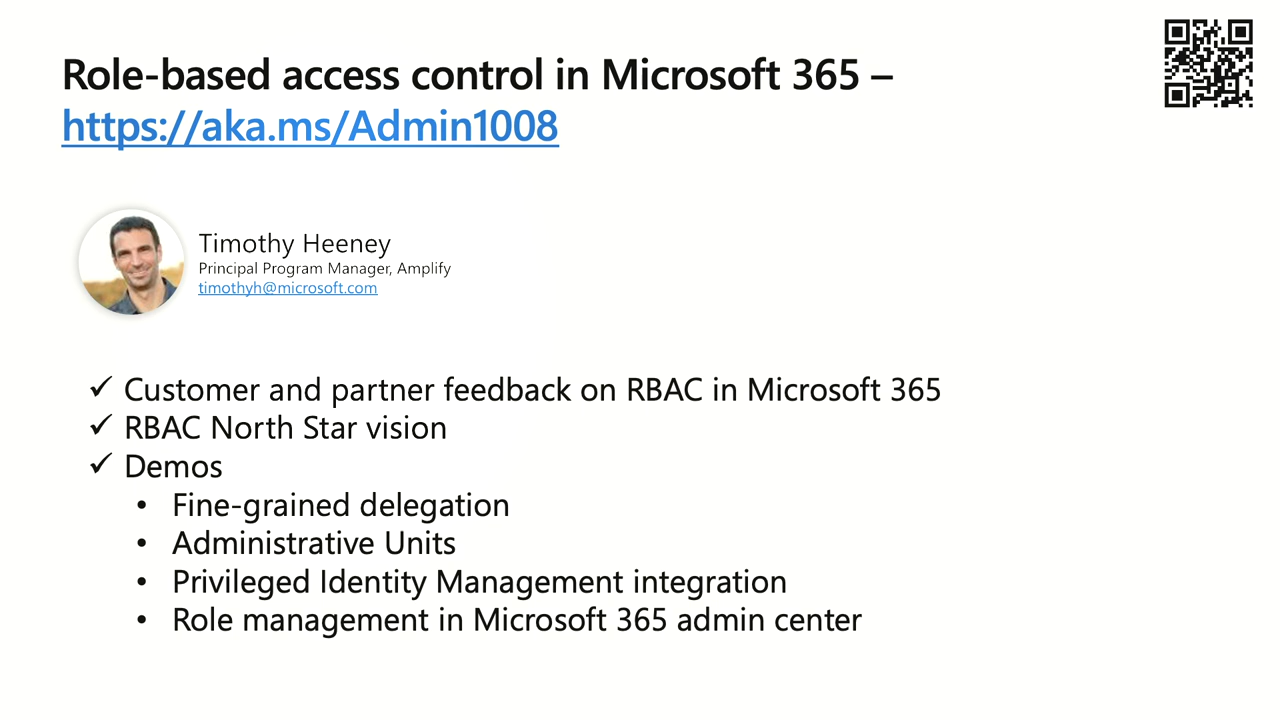 Role-based access control in Microsoft 365 –
https://aka.ms/Admin1008
Timothy Heeney
Principal Program Manager, Amplify
timothyh@microsoft.com
✓ Customer and partner feedback on RBAC in Microsoft 365
✓ RBAC North Star vision
✓ Demos
• Fine-grained delegation
• Administrative Units
• Privileged Identity Management integration
• Role management in Microsoft 365 admin center